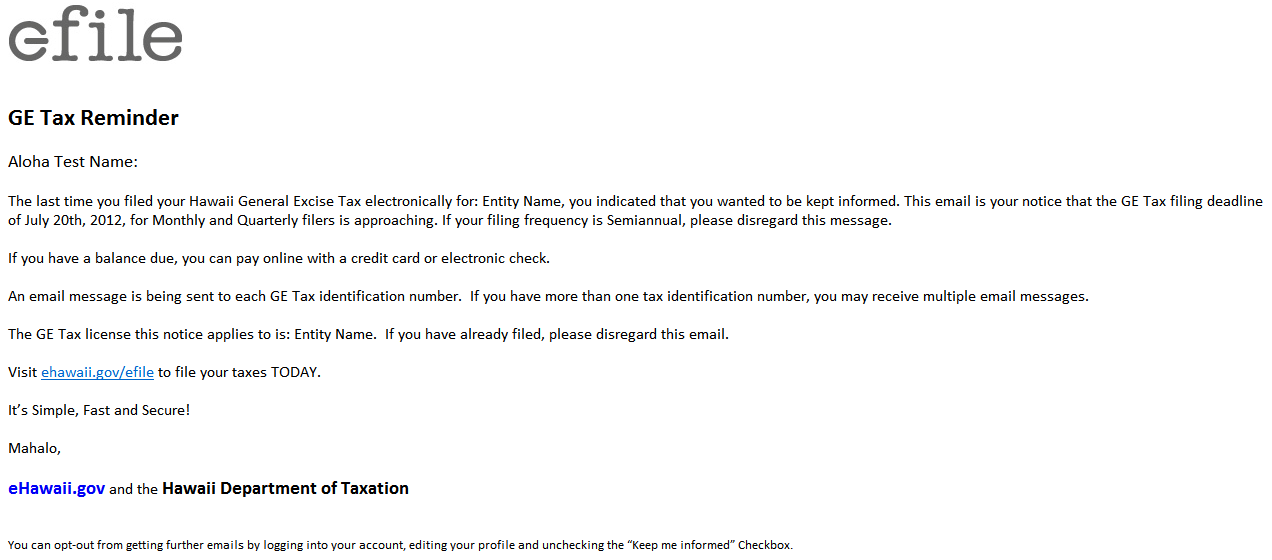 efile
GE Tax Reminder
Aloha Test Name:
The last time you filed your Hawaii General Excise Tax electronically for: Entity Name, you indicated that you wanted to be kept informed. This email is your notice that the GE Tax filing deadline
of July 20th, 2012, for Monthly and Quarterly filers is approaching. If your filing frequency is Semiannual, please disregard this message.
If you have a balance due, you can pay online with a credit card or electronic check.
An email message is being sent to each GE Tax identification number.  If you have more than one tax identification number, you may receive multiple email messages.
The GE Tax license this notice applies to is: Entity Name.  If you have already filed, please disregard this email.
Visit ehawaii.gov/efile to file your taxes TODAY.
It’s Simple, Fast and Secure!
Mahalo,
eHawaii.gov and the Hawaii Department of Taxation
You can opt-out from getting further emails by logging into your account, editing your profile and unchecking the “Keep me informed” Checkbox.